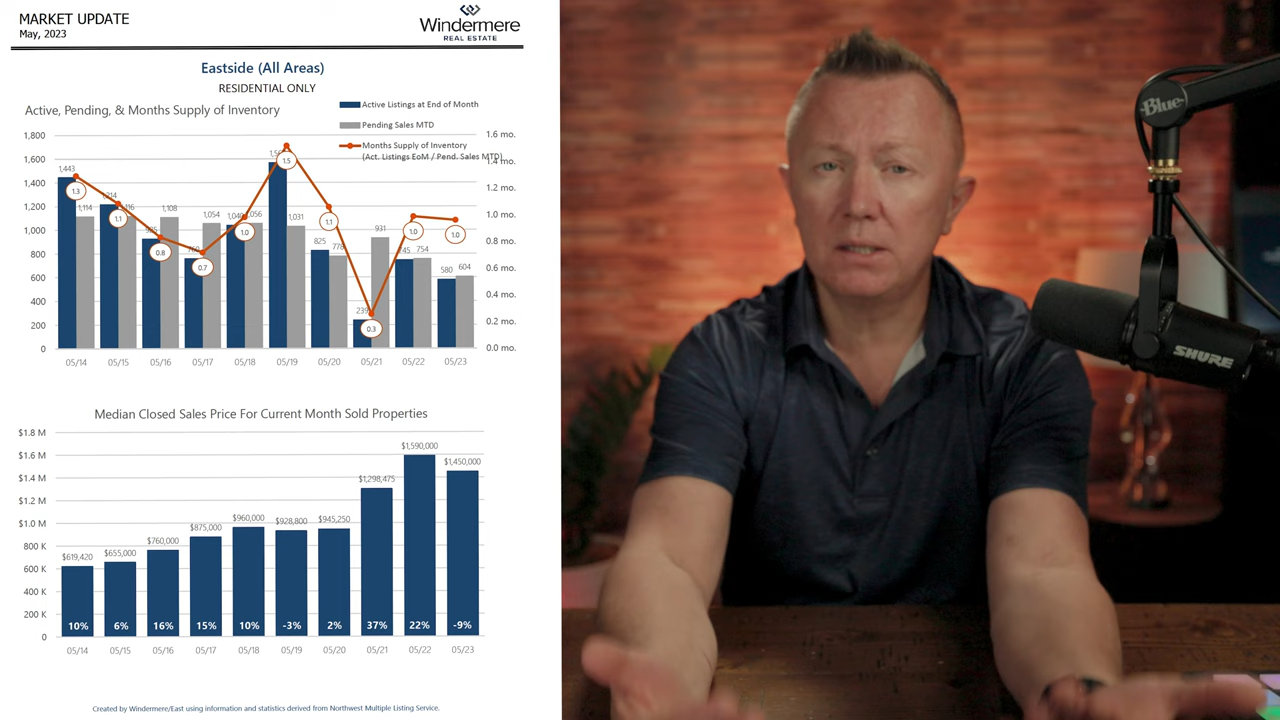 MARKET UPDATE
May, 2023
Windermere
REAL ESTATE
Eastside (All Areas)
RESIDENTIAL ONLY
Active, Pending, & Months Supply of Inventory
Active Listings at End of Month
Pending Sales MTD
Months Supply of Inventory
(Act. Listings EoM / Pend. Sales MTD)
1,800
1,600
1,400
1,200
1,000
800
600
400
200
0
1.6 mo.
1.4 mo.
1.2 mo.
1.0 mo.
0.8 mo.
0.6 mo.
0.4 mo.
0.2 mo.
0.0 mo.
1,443
1,114
1,108
1,054
1,031
825
931
754
580
604
1.3
1.1
0.8
0.7
1.0
1.5
1.1
0.3
1.0
1.0
05/14 05/15 05/16 05/17 05/18 05/19 05/20 05/21 05/22 05/23
Median Closed Sales Price For Current Month Sold Properties
$1.8 M
$1.6 M
$1.4 M
$1.2 M
$1.0 M
800 K
600 K
400 K
200 K
0
$619,420
$655,000
$760,000
$875,000
$960,000
$928,800
$945,250
$1,298,475
$1,590,000
$1,450,000
10% 6% 16% 15% 10% -3% 2% 37% 22% -9%
05/14 05/15 05/16 05/17 05/18 05/19 05/20 05/21 05/22 05/23
Created by Windermere/East using information and statistics derived from Northwest Multiple Listing Service.
Blue
SHURE